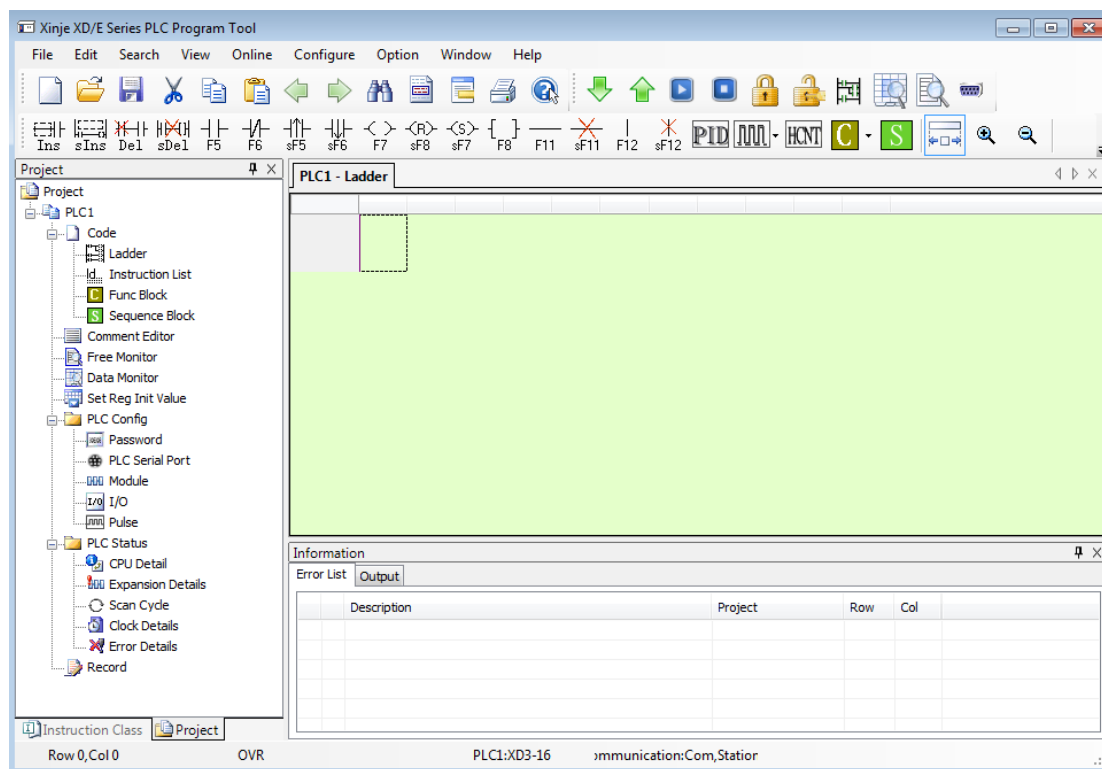 Xinje XD/E Series PLC Program Tool
File Edit Search View Online Configure Option Window Help
Ins sIns Del sDel F5 F6 sF5 sF6 F7 sF8 sF7 F8 F11 sF11 F12 sF12 PID HCNT C S
Project
PLC1 - Ladder
Project
PLC1
Code
Ladder
Instruction List
C Func Block
S Sequence Block
Comment Editor
Free Monitor
Data Monitor
Set Reg Init Value
PLC Config
Password
PLC Serial Port
Module
I/O I/O
Pulse
PLC Status
CPU Detail
Expansion Details
Scan Cycle
Clock Details
Error Details
Record
Instruction Class Project
Information
Error List Output
Description Project Row Col
Row 0,Col 0 OVR PLC1:XD3-16 ommunication:Com,Station